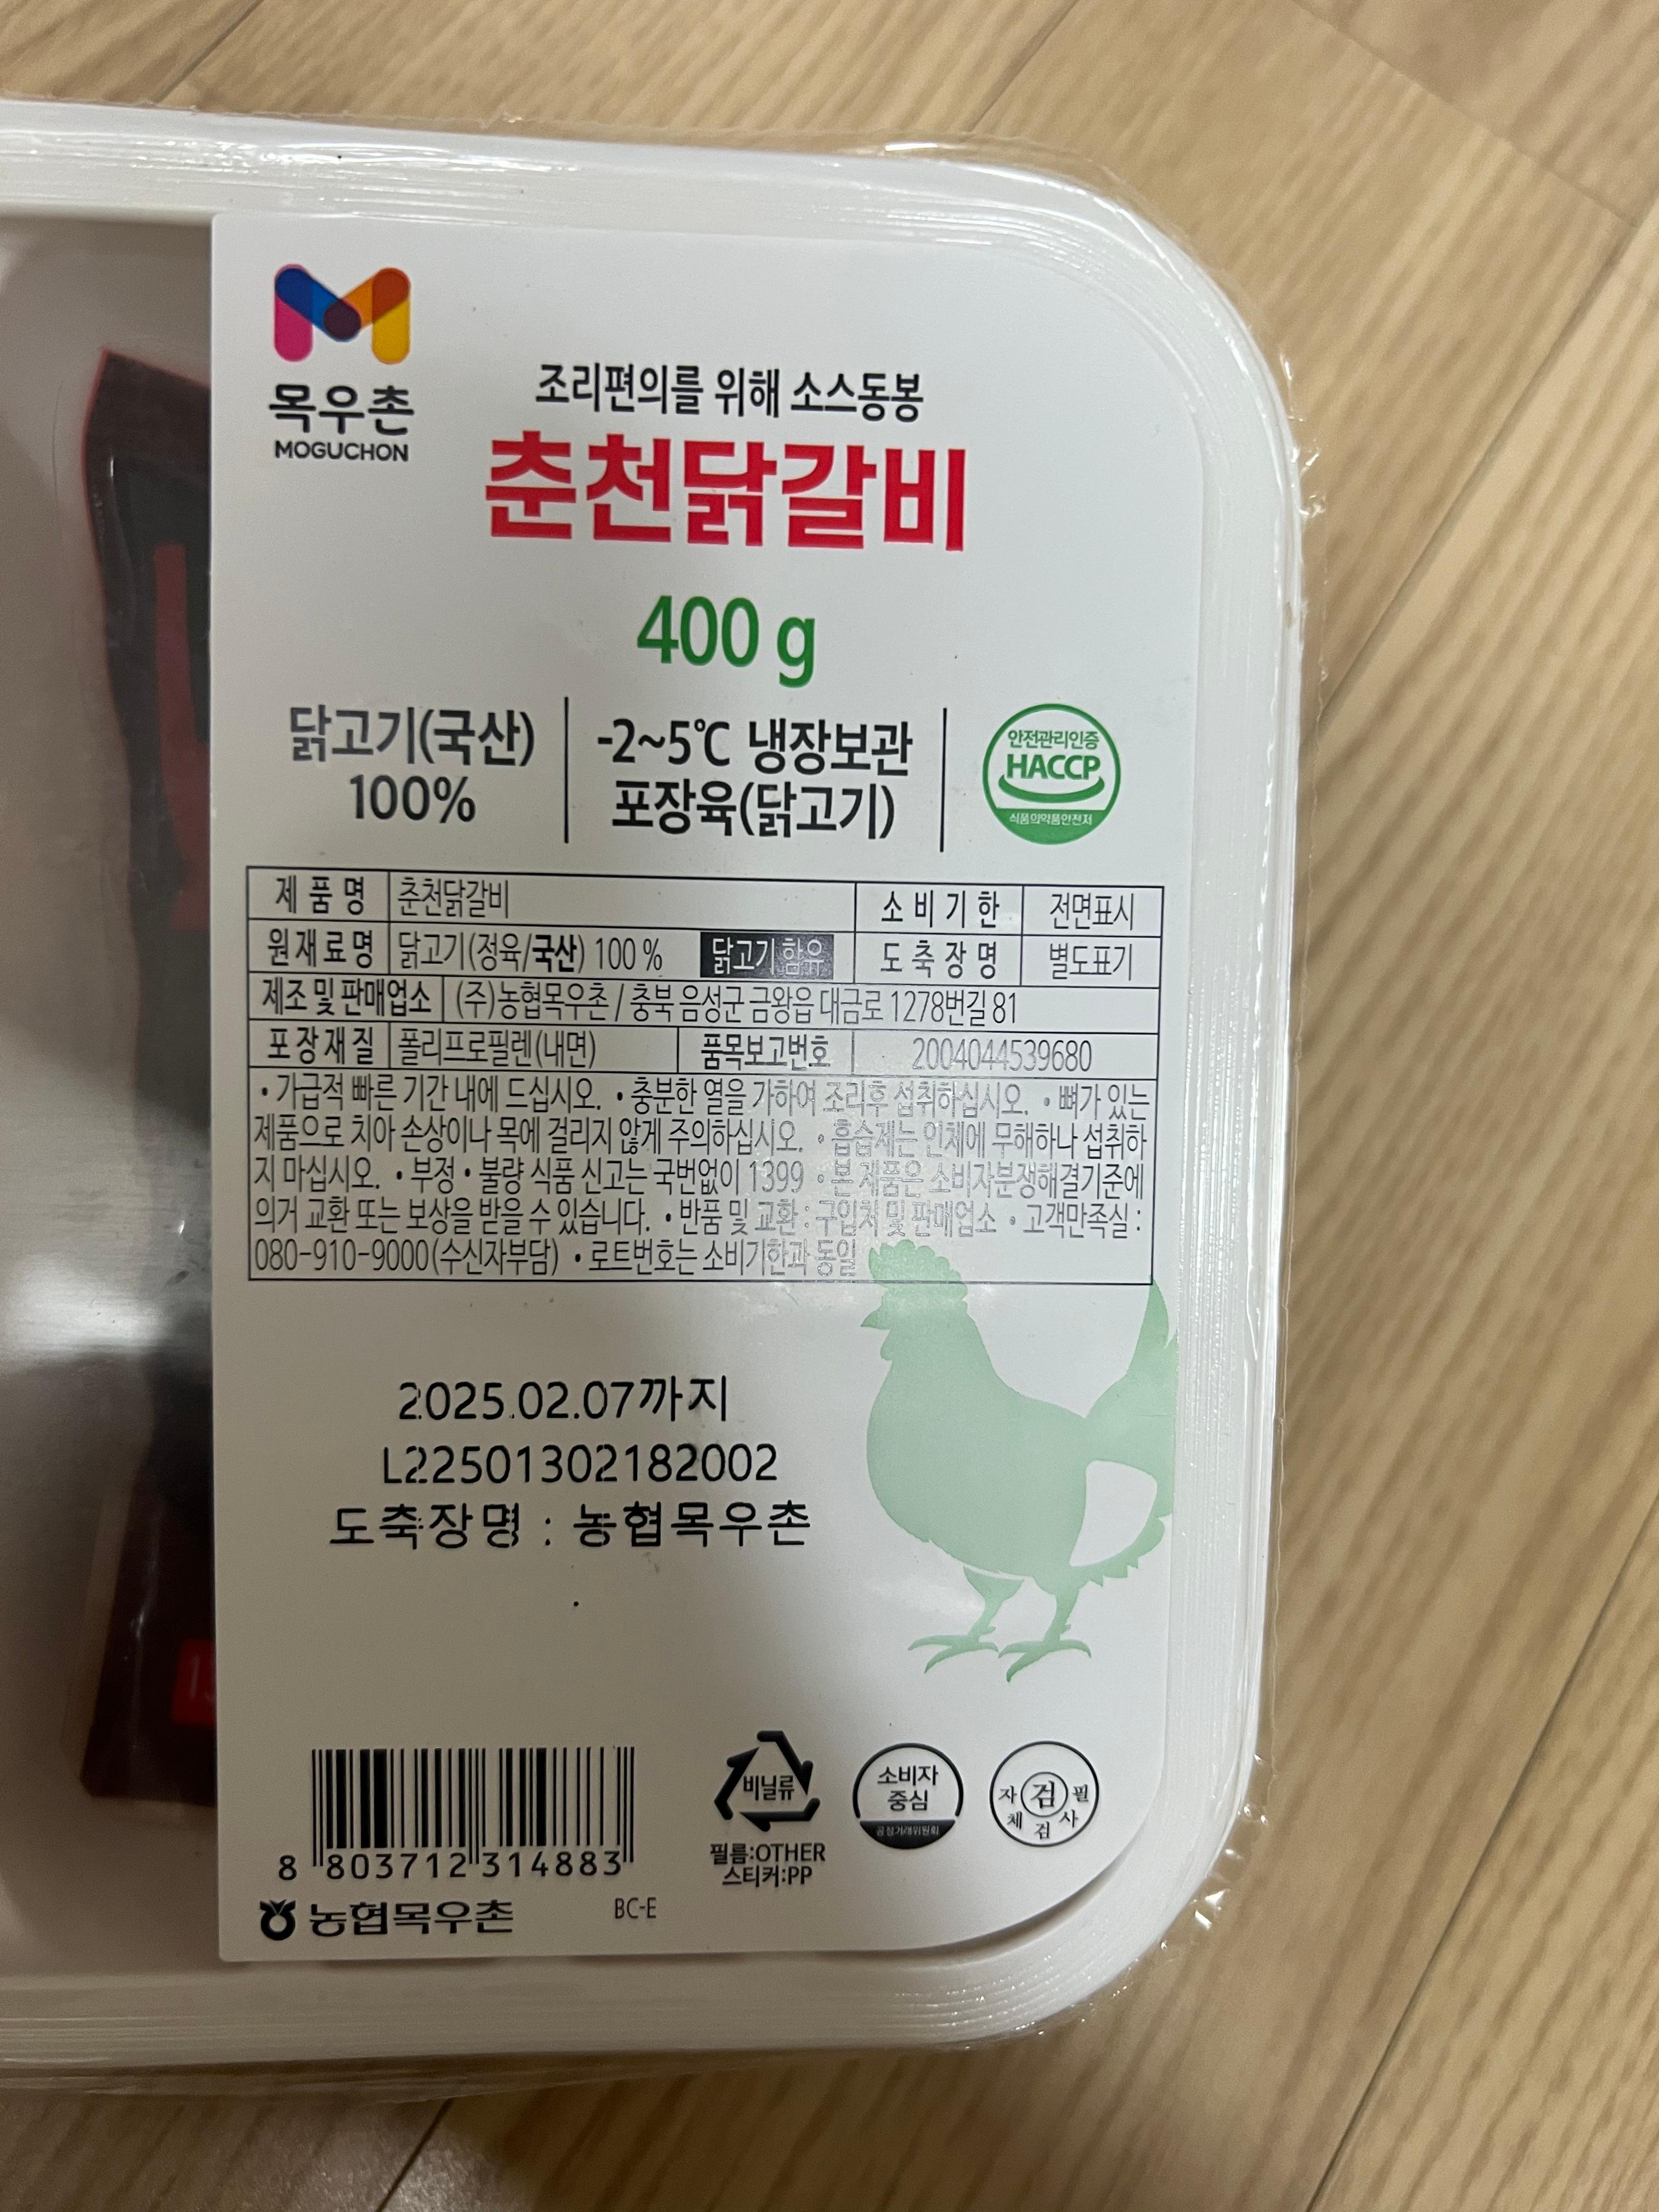 목우촌
MOGUCHON
조리편의를 위해 소스동봉
춘천닭갈비
400 g
닭고기(국산)
100%
-2~5℃ 냉장보관
포장육(닭고기)
안전관리인증
HACCP
식품의약품안전처
제 품 명 춘천닭갈비 소 비 기 한 전면표시
원재료명 닭고기(정육/국산) 100 % 닭고기 함유 도 축 장 명 별도표기
제조 및 판매업소 (주)농협목우촌 / 충북 음성군 금왕읍 대금로 1278번길 81
포장재질 폴리프로필렌(내면) 품목보고번호 2004044539680
• 가급적 빠른 기간 내에 드십시오. • 충분한 열을 가하여 조리후 섭취하십시오. • 뼈가 있는
제품으로 치아 손상이나 목에 걸리지 않게 주의하십시오. • 흡습제는 인체에 무해하나 섭취하
지 마십시오. • 부정 • 불량 식품 신고는 국번없이 1399 • 본 제품은 소비자분쟁해결기준에
의거 교환 또는 보상을 받을 수 있습니다. • 반품 및 교환 : 구입처 및 판매업소 • 고객만족실 :
080-910-9000(수신자부담) • 로트번호는 소비기한과 동일
2025.02.07까지
L22501302182002
도축장명 : 농협목우촌
8 803712 314883
농협목우촌
BC-E
비닐류
필름:OTHER
스티커:PP
소비자
중심
공정거래위원회
검
자체검사필